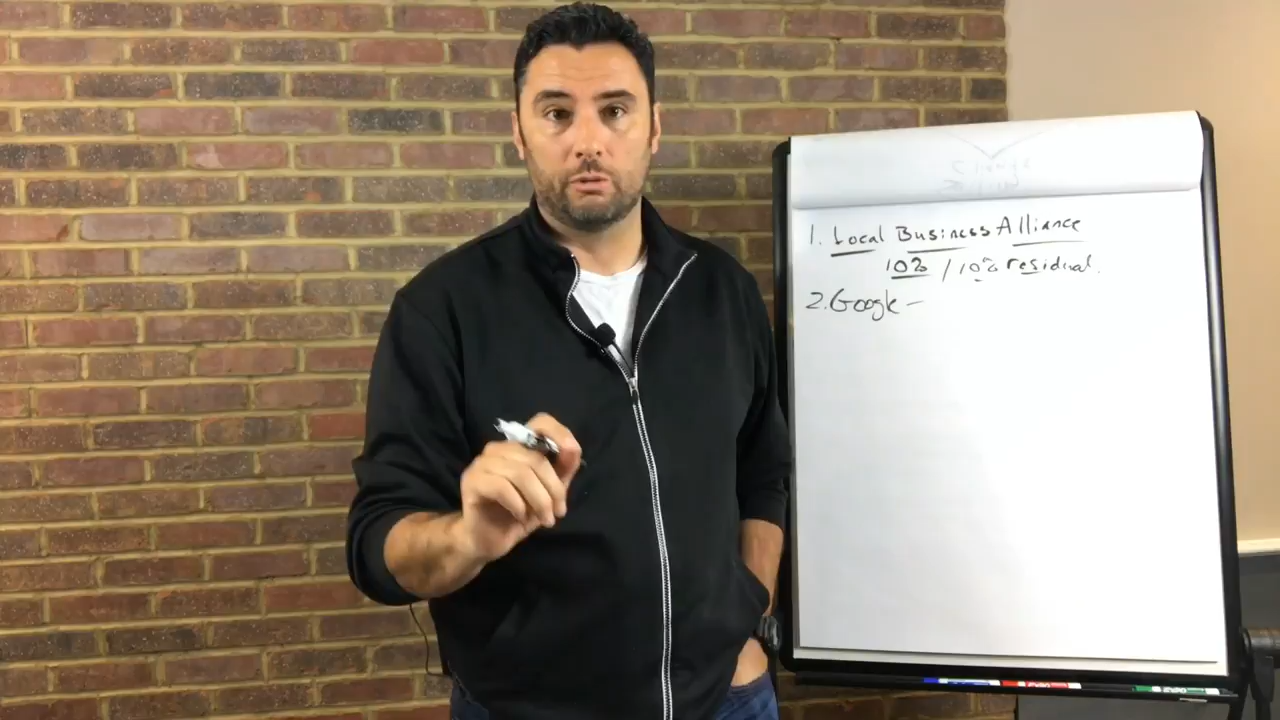 1. Local Business Alliance
10% / 10% residual.
2. Google -